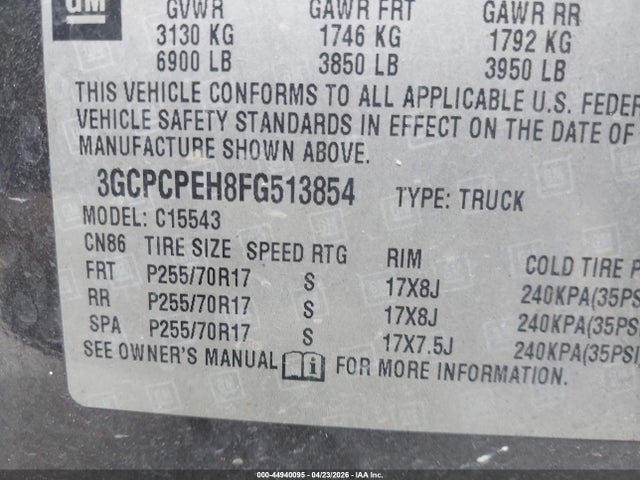 GM
GVWR GAWR FRT GAWR RR
3130 KG 1746 KG 1792 KG
6900 LB 3850 LB 3950 LB
THIS VEHICLE CONFORMS TO ALL APPLICABLE U.S. FEDER
VEHICLE SAFETY STANDARDS IN EFFECT ON THE DATE OF
MANUFACTURE SHOWN ABOVE.
3GCPCPEH8FG513854 TYPE: TRUCK
MODEL: C15543
CN86 TIRE SIZE SPEED RTG RIM COLD TIRE P
FRT P255/70R17 S 17X8J 240KPA(35PS
RR P255/70R17 S 17X8J 240KPA(35PSI
SPA P255/70R17 S 17X7.5J 240KPA(35PSI
SEE OWNER'S MANUAL i FOR MORE INFORMATION.
000-44940095 - 04/23/2026 - IAA Inc.